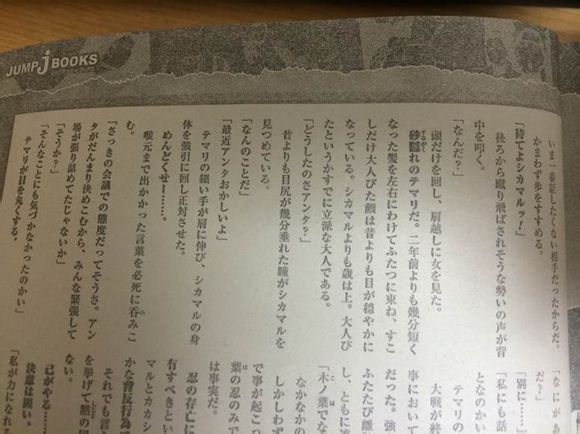 JUMP j BOOKS
いま一番話したくない相手だったからだ。
かまわず歩をすすめる。
「待てよシカマルッ！」
後ろから蹴り飛ばされそうな勢いの声が背
中を叩く。
「なんだ？」
頭だけを回し、肩越しに女を見た。
砂隠れのテマリだ。二年前よりも幾分短く
なった髪を左右にわけてふたつに束ね、すこ
しだけ大人びた顔は昔よりも目が穏やかに
なっている。シカマルよりも歳は上。大人び
たというかすでに立派な大人である。
「どうしたのさアンタ？」
昔よりも目尻が幾分垂れた瞳がシカマルを
見つめている。
「なんのことだ」
「最近アンタおかしいよ」
テマリの細い手が肩に伸び、シカマルの身
体を強引に回し正対させた。
めんどくせー……。
喉元まで出かかった言葉を必死に呑みこ
む。
「さっきの会議での態度だってそうさ。アン
タがだんまり決めこむから、みんな緊張して
場が張り詰めてたじゃないか」
「そうか？」
「そんなことにも気づかなかったのかい」
テマリが目を丸くする。
「なにがあ
だ？」
「別に……」
「私にも話
となのかい
テマリの
大戦が終
事において
だった。強
ふたたび離
し、ともに連
なかなかの
「木ノ葉でな
しかしわず
で事が起こっ
葉の忍のみで
は事実だ。
忍の存亡に
有すべきとい
マルとカカシ
かな背反行為で
それでも言え
を挙げて黙の
ない。
己がやる……
決意は固い。
「私が力になれ